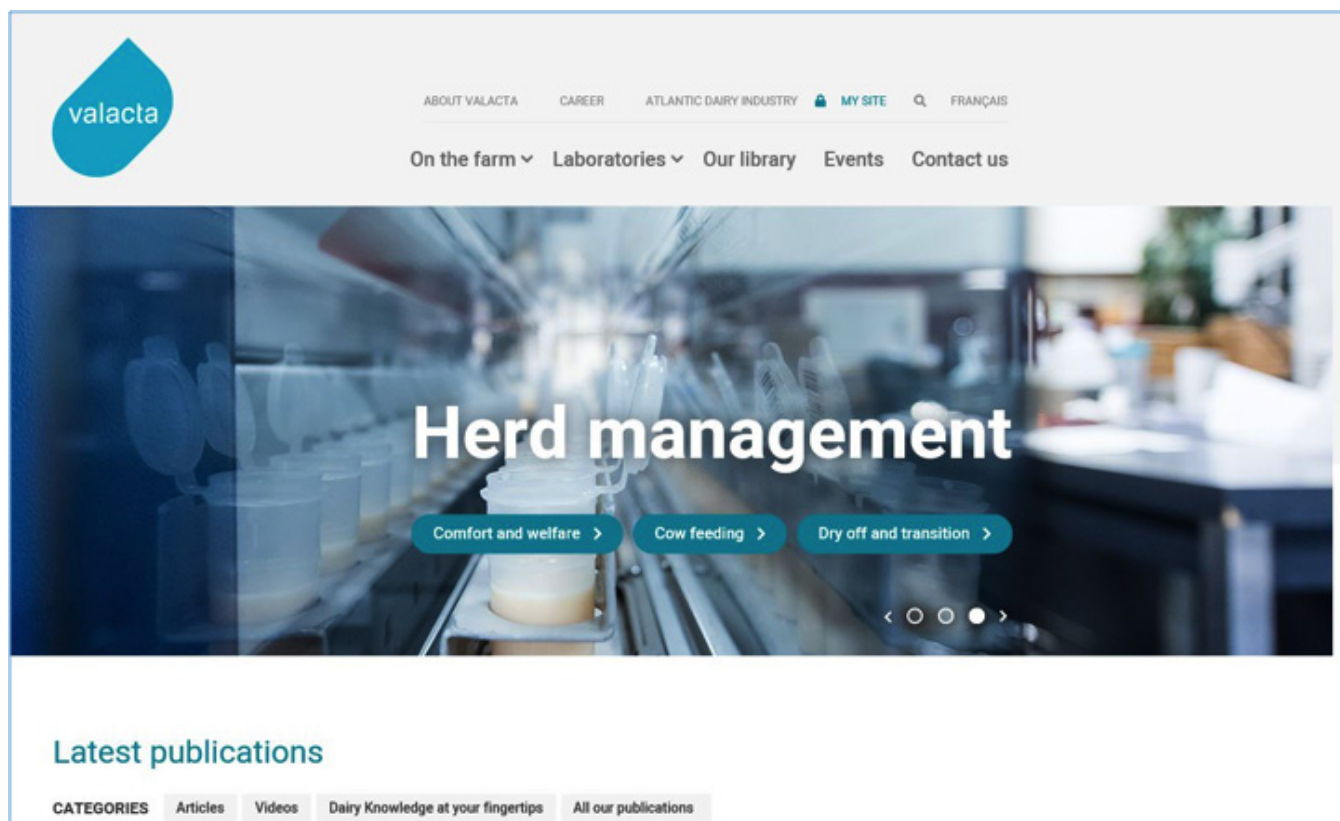 valacta
ABOUT VALACTA CAREER ATLANTIC DAIRY INDUSTRY MY SITE FRANÇAIS
On the farm Laboratories Our library Events Contact us
Herd management
Comfort and welfare Cow feeding Dry off and transition
Latest publications
CATEGORIES Articles Videos Dairy Knowledge at your fingertips All our publications